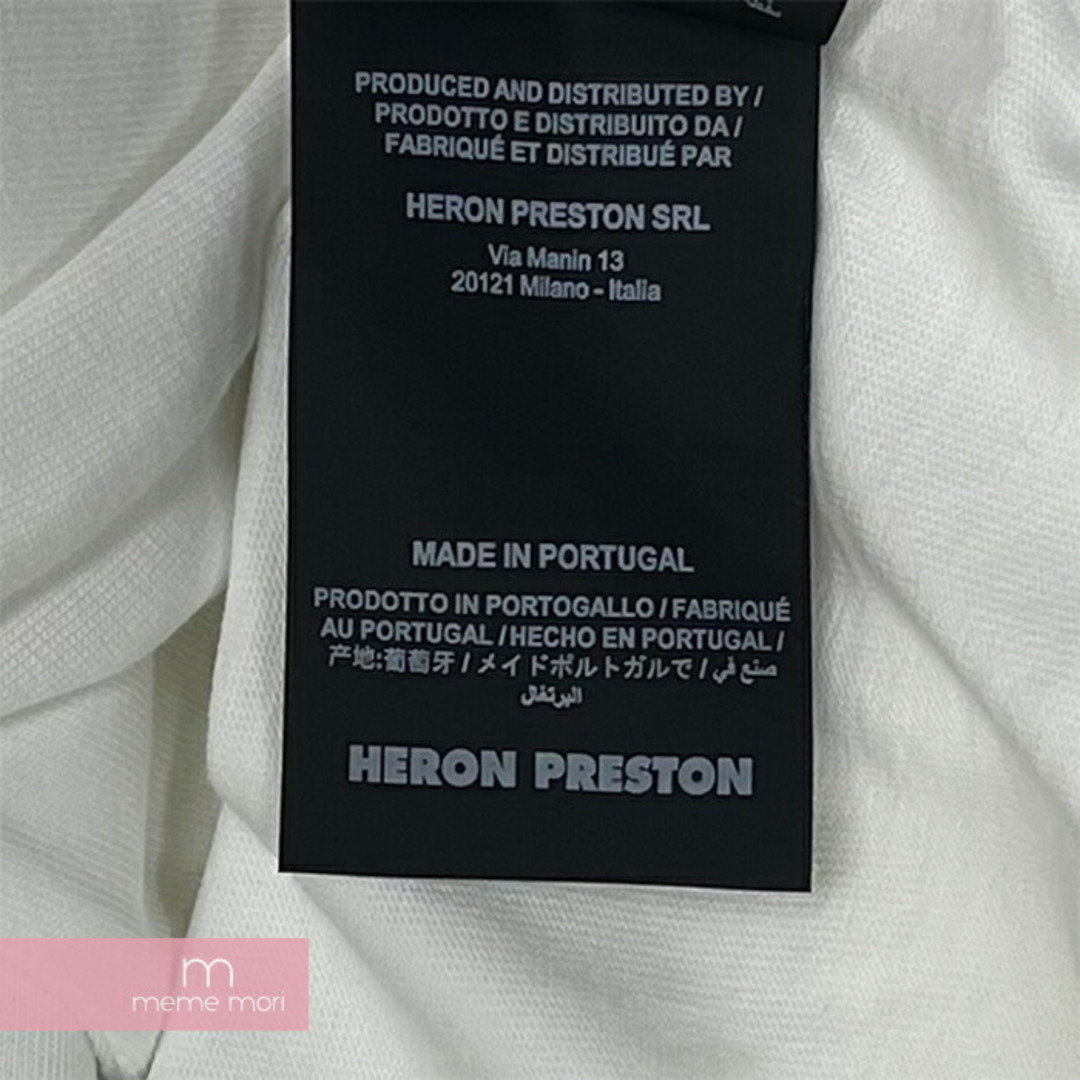 PRODUCED AND DISTRIBUTED BY /
PRODOTTO E DISTRIBUITO DA /
FABRIQUÉ ET DISTRIBUÉ PAR
HERON PRESTON SRL
Via Manin 13
20121 Milano - Italia
MADE IN PORTUGAL
PRODOTTO IN PORTOGALLO / FABRIQUÉ
AU PORTUGAL / HECHO EN PORTUGAL /
产地:葡萄牙 / メイドポルトガルで / صنع في
البرتغال
HERON PRESTON
m
meme mori